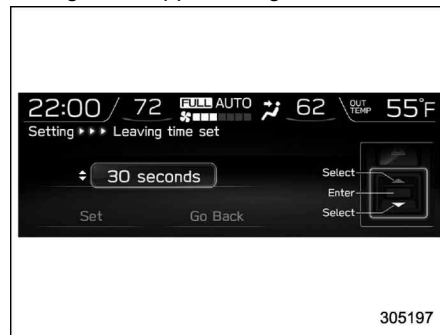 22:00 / 72 FULL AUTO 62 OUT TEMP 55°F
Setting ▸▸▸ Leaving time set
30 seconds
Select
Enter
Select
Set Go Back
305197